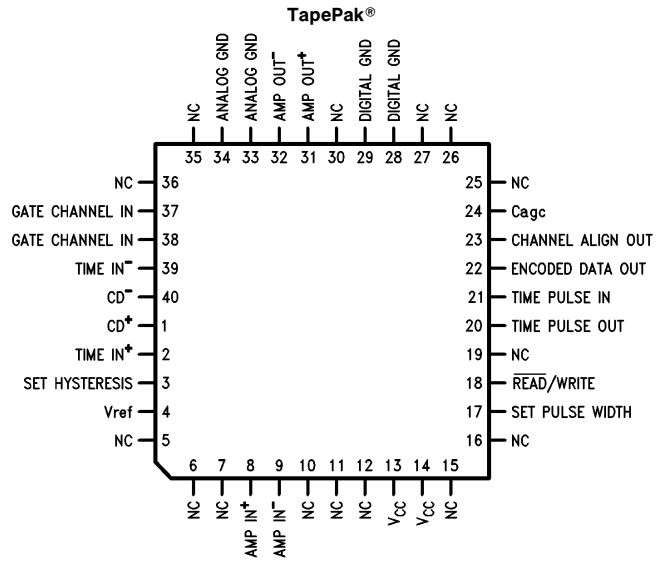 TapePak®
NC
ANALOG GND
ANALOG GND
AMP OUT-
AMP OUT+
NC
DIGITAL GND
DIGITAL GND
NC
NC
35 34 33 32 31 30 29 28 27 26
NC 36
GATE CHANNEL IN 37
GATE CHANNEL IN 38
TIME IN- 39
CD- 40
CD+ 1
TIME IN+ 2
SET HYSTERESIS 3
Vref 4
NC 5
25 NC
24 Cagc
23 CHANNEL ALIGN OUT
22 ENCODED DATA OUT
21 TIME PULSE IN
20 TIME PULSE OUT
19 NC
18 READ/WRITE
17 SET PULSE WIDTH
16 NC
6 7 8 9 10 11 12 13 14 15
NC
NC
AMP IN+
AMP IN-
NC
NC
NC
VCC
VCC
NC